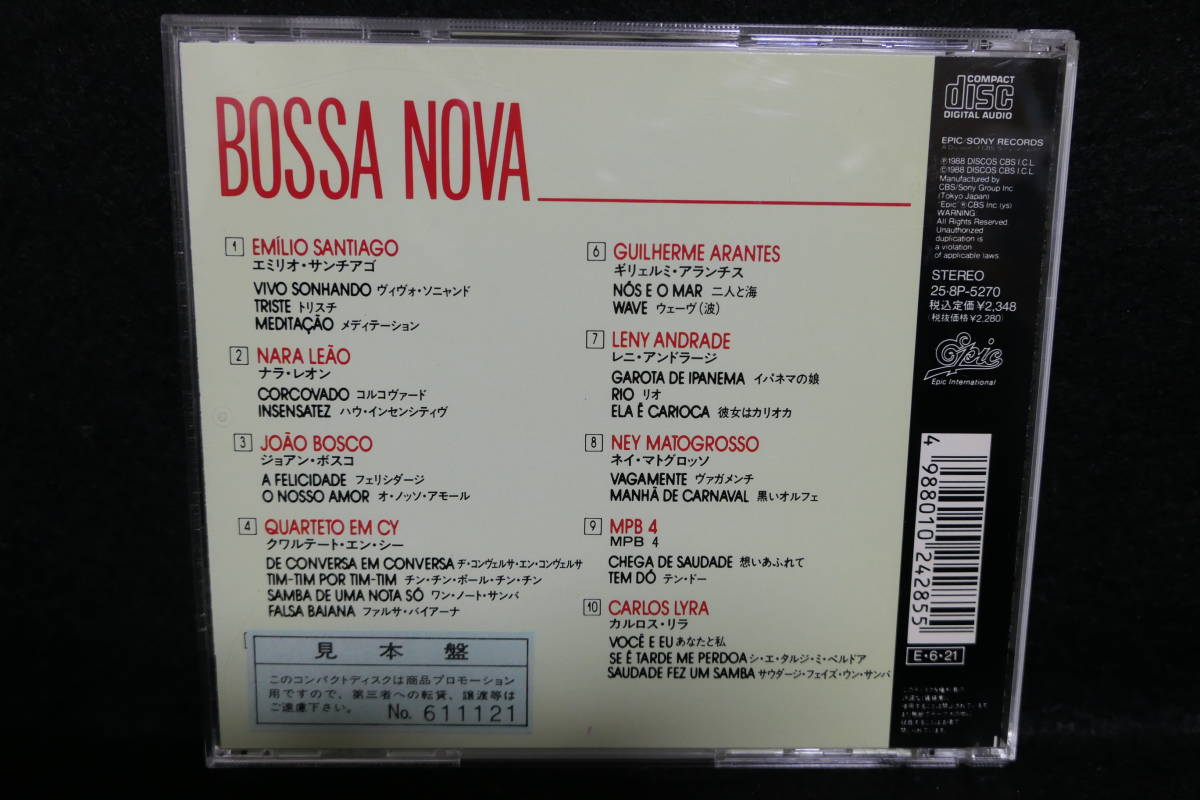 BOSSA NOVA
1 EMÍLIO SANTIAGO
エミリオ・サンチアゴ
VIVO SONHANDO ヴィヴォ・ソニャンド
TRISTE トリスチ
MEDITAÇÃO メディテーション
2 NARA LEÃO
ナラ・レオン
CORCOVADO コルコヴァード
INSENSATEZ ハウ・インセンシティヴ
3 JOÃO BOSCO
ジョアン・ボスコ
A FELICIDADE フェリシダージ
O NOSSO AMOR オ・ノッソ・アモール
4 QUARTETO EM CY
クワルテート・エン・シー
DE CONVERSA EM CONVERSA ヂ・コンヴェルサ・エン・コンヴェルサ
TIM-TIM POR TIM-TIM チン・チン・ポール・チン・チン
SAMBA DE UMA NOTA SÓ ワン・ノート・サンバ
FALSA BAIANA ファルサ・バイアーナ
見本盤
このコンパクトディスクは商品プロモーション
用ですので、第三者への転貸、譲渡等は
ご遠慮下さい。 No. 611121
6 GUILHERME ARANTES
ギリェルミ・アランチス
NÓS E O MAR 二人と海
WAVE ウェーヴ(波)
7 LENY ANDRADE
レニ・アンドラージ
GAROTA DE IPANEMA イパネマの娘
RIO リオ
ELA Ê CARIOCA 彼女はカリオカ
8 NEY MATOGROSSO
ネイ・マトグロッソ
VAGAMENTE ヴァガメンチ
MANHÃ DE CARNAVAL 黒いオルフェ
9 MPB 4
MPB 4
CHEGA DE SAUDADE 想いあふれて
TEM DÓ テン・ドー
10 CARLOS LYRA
カルロス・リラ
VOCÊ E EU あなたと私
SE É TARDE ME PERDOA シ・エ・タルジ・ミ・ペルドア
SAUDADE FEZ UM SAMBA サウダージ・フェイズ・ウン・サンバ
COMPACT
disc
DIGITAL AUDIO
EPIC/SONY RECORDS
℗1988 DISCOS CBS I.C.L.
©1988 DISCOS CBS I.C.L.
Manufactured by
CBS/Sony Group Inc.
(Tokyo Japan)
"Epic" ® CBS Inc (ys)
WARNING
All Rights Reserved
Unauthorized
duplication is
a violation
of applicable laws.
STEREO
25・8P-5270
税込定価¥2,348
(税抜価格¥2,280)
Epic
Epic International
4 988010 242855
E・6・21